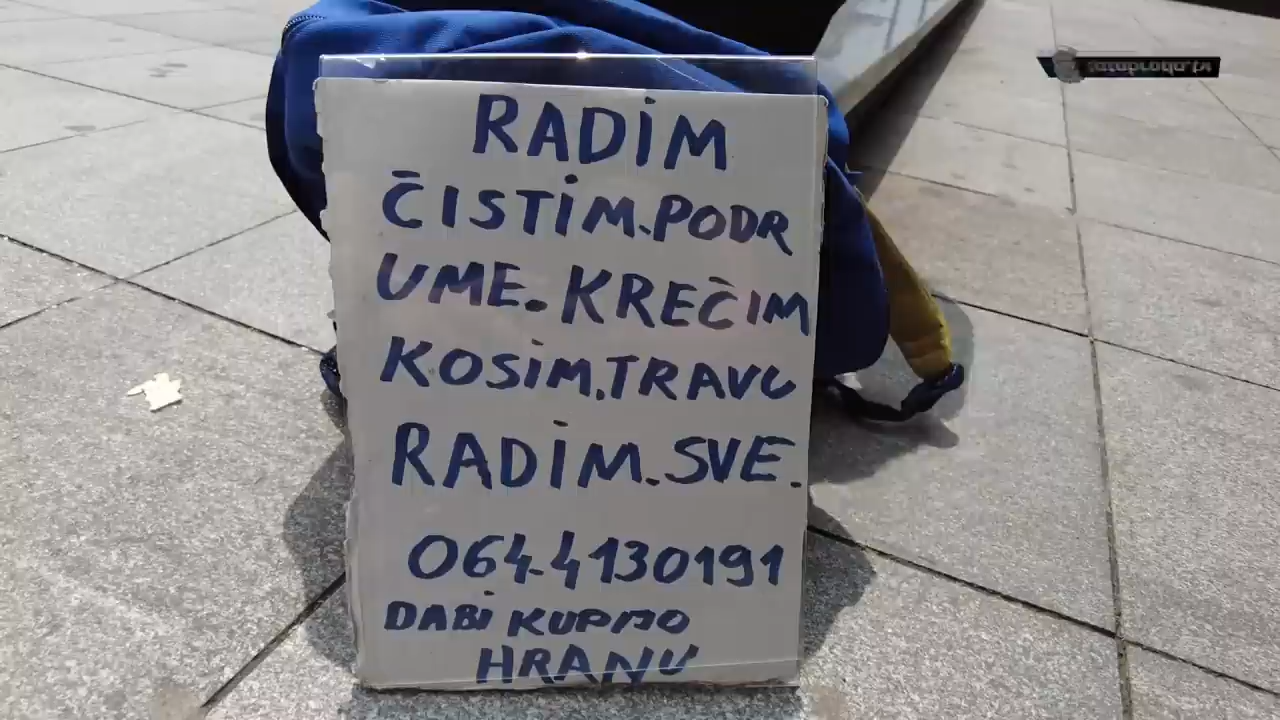 RADIM
ČISTIM.PODR
UME.KREČIM
KOSIM.TRAVU
RADIM.SVE.
064-4130191
DABI KUPIO
HRANU